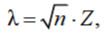 λ = √n · Z,